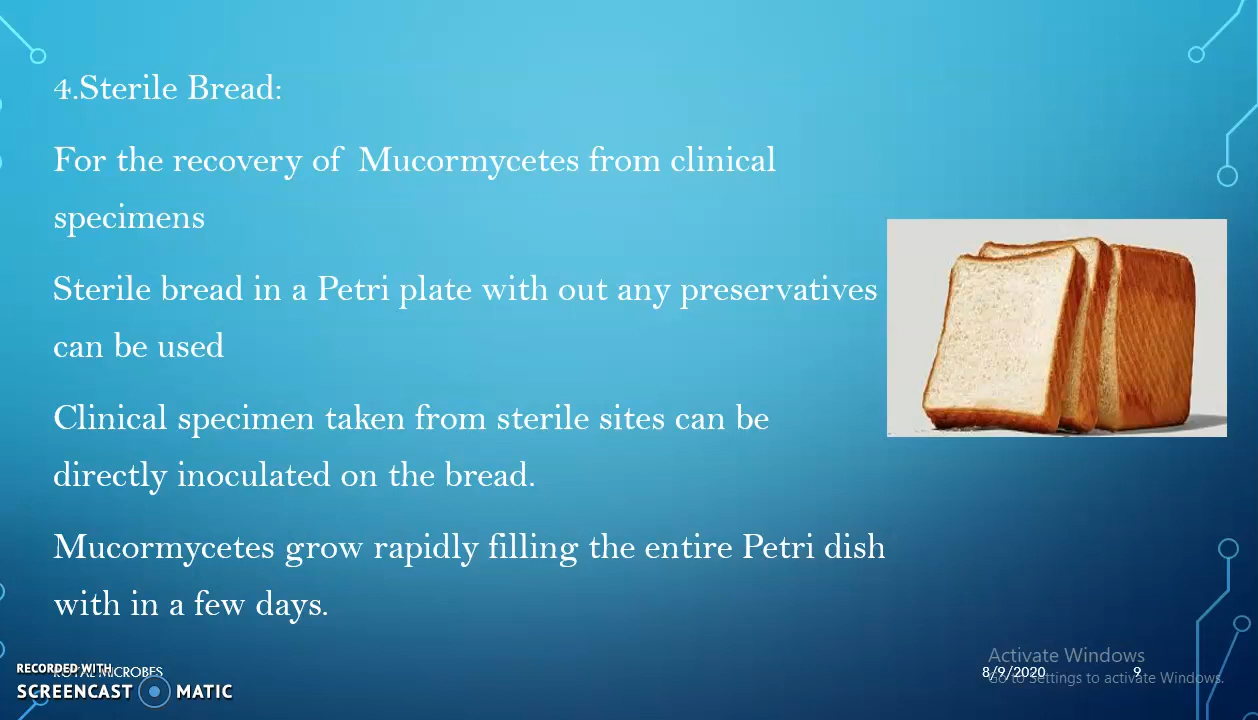 4.Sterile Bread:
For the recovery of Mucormycetes from clinical
specimens
Sterile bread in a Petri plate with out any preservatives
can be used
Clinical specimen taken from sterile sites can be
directly inoculated on the bread.
Mucormycetes grow rapidly filling the entire Petri dish
with in a few days.
RECORDED WITH
MICROBES
SCREENCAST MATIC
8/9/2020
9
Activate Windows
Go to Settings to activate Windows.